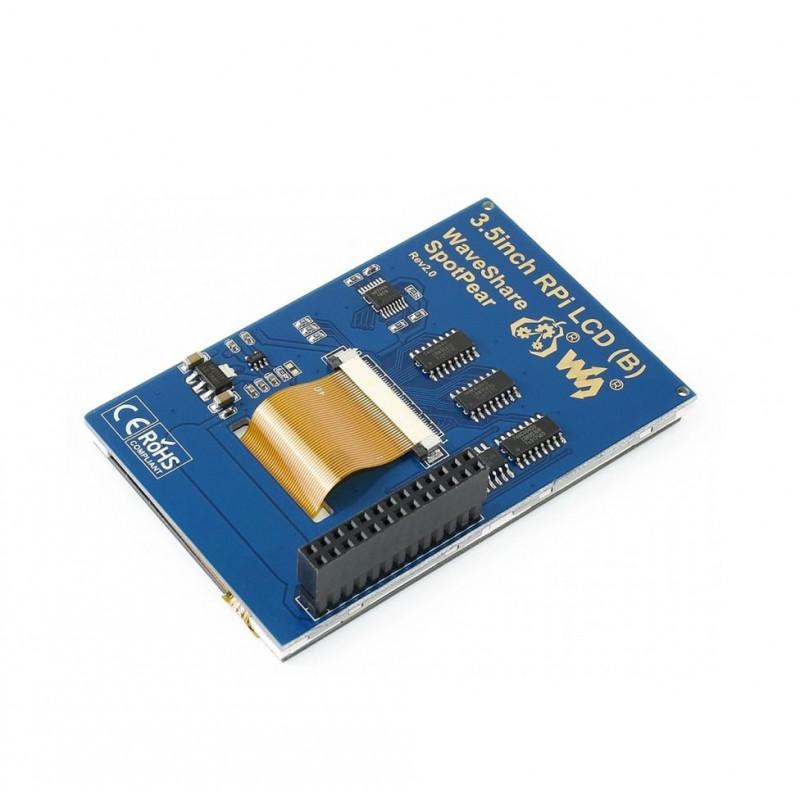 3.5inch RPi LCD (B)
WaveShare
SpotPear
Rev2.0
®
®
CE
RoHS
COMPLIANT